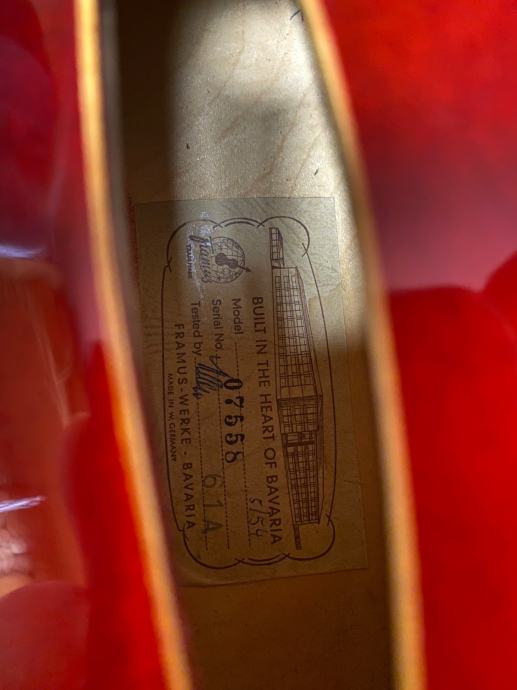 Framus
BUILT IN THE HEART OF BAVARIA
Model 5/54
Serial No. 07558 61A
Tested by
FRAMUS-WERKE - BAVARIA
MADE IN W. GERMANY